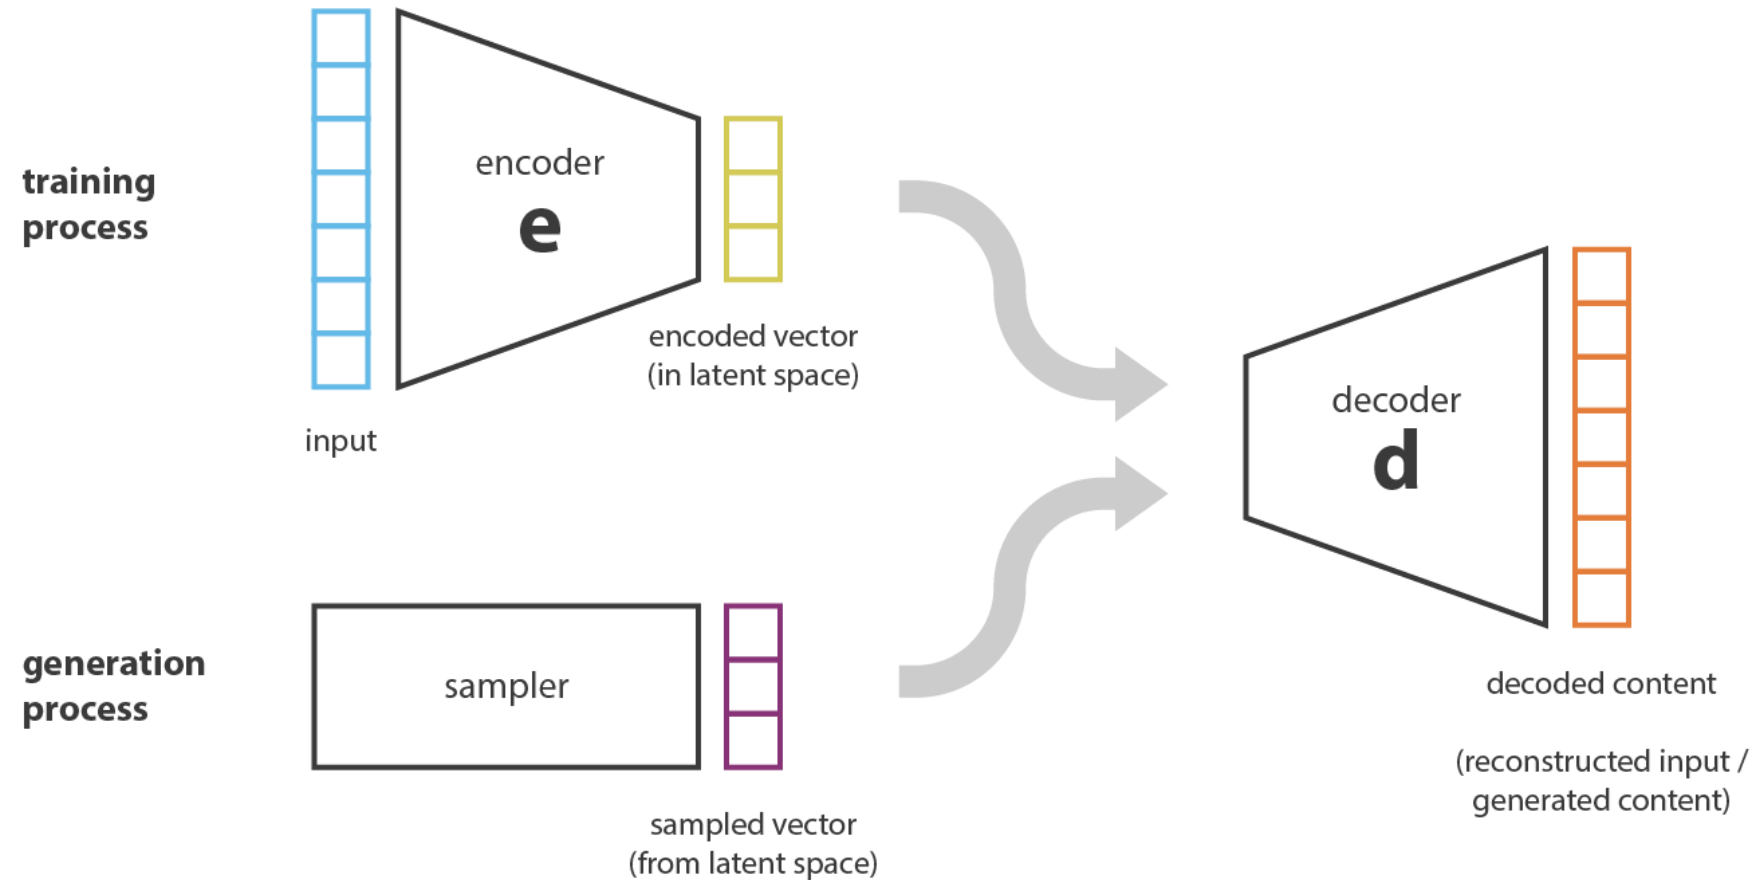 training
process
encoder
e
encoded vector
(in latent space)
input
decoder
d
generation
process
sampler
sampled vector
(from latent space)
decoded content
(reconstructed input /
generated content)